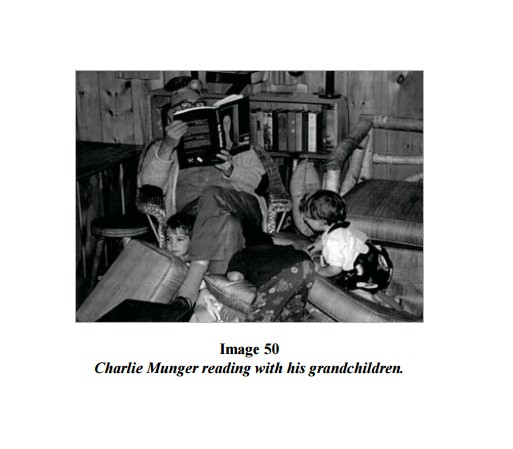 Image 50
Charlie Munger reading with his grandchildren.